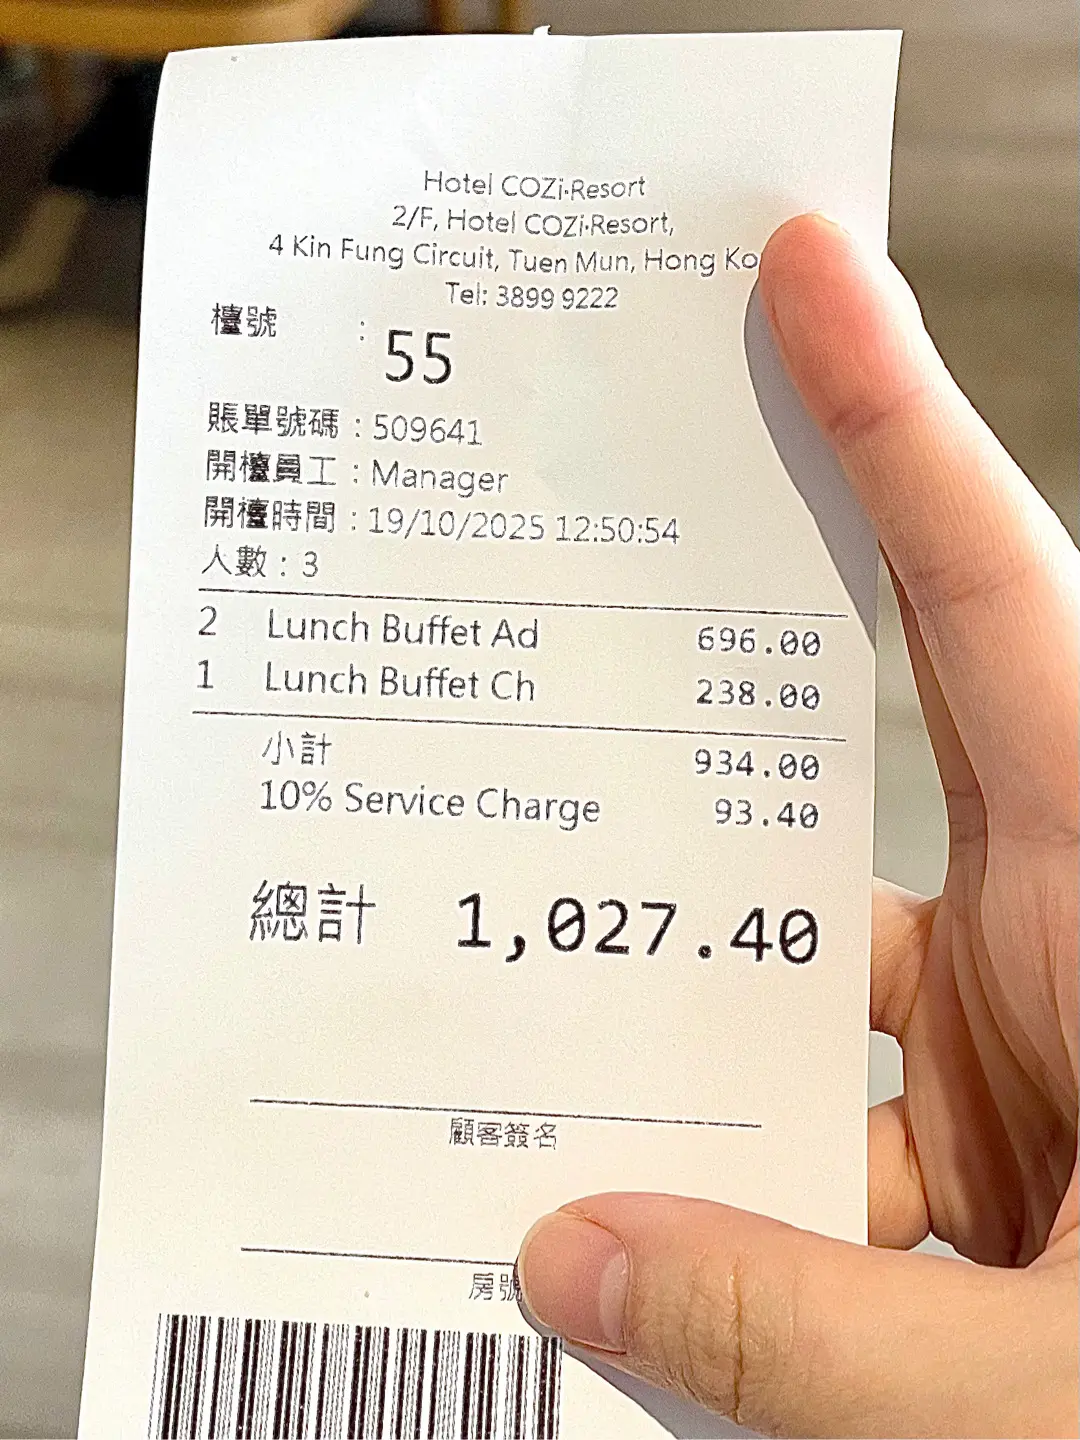 Hotel COZi·Resort
2/F, Hotel COZi·Resort,
4 Kin Fung Circuit, Tuen Mun, Hong
Tel: 3899 9222
檯號 : 55
賬單號碼 : 509641
開檯員工 : Manager
開檯時間 : 19/10/2025 12:50:54
人數 : 3
2 Lunch Buffet Ad 696.00
1 Lunch Buffet Ch 238.00
小計 934.00
10% Service Charge 93.40
總計 1,027.40
顧客簽名
房號